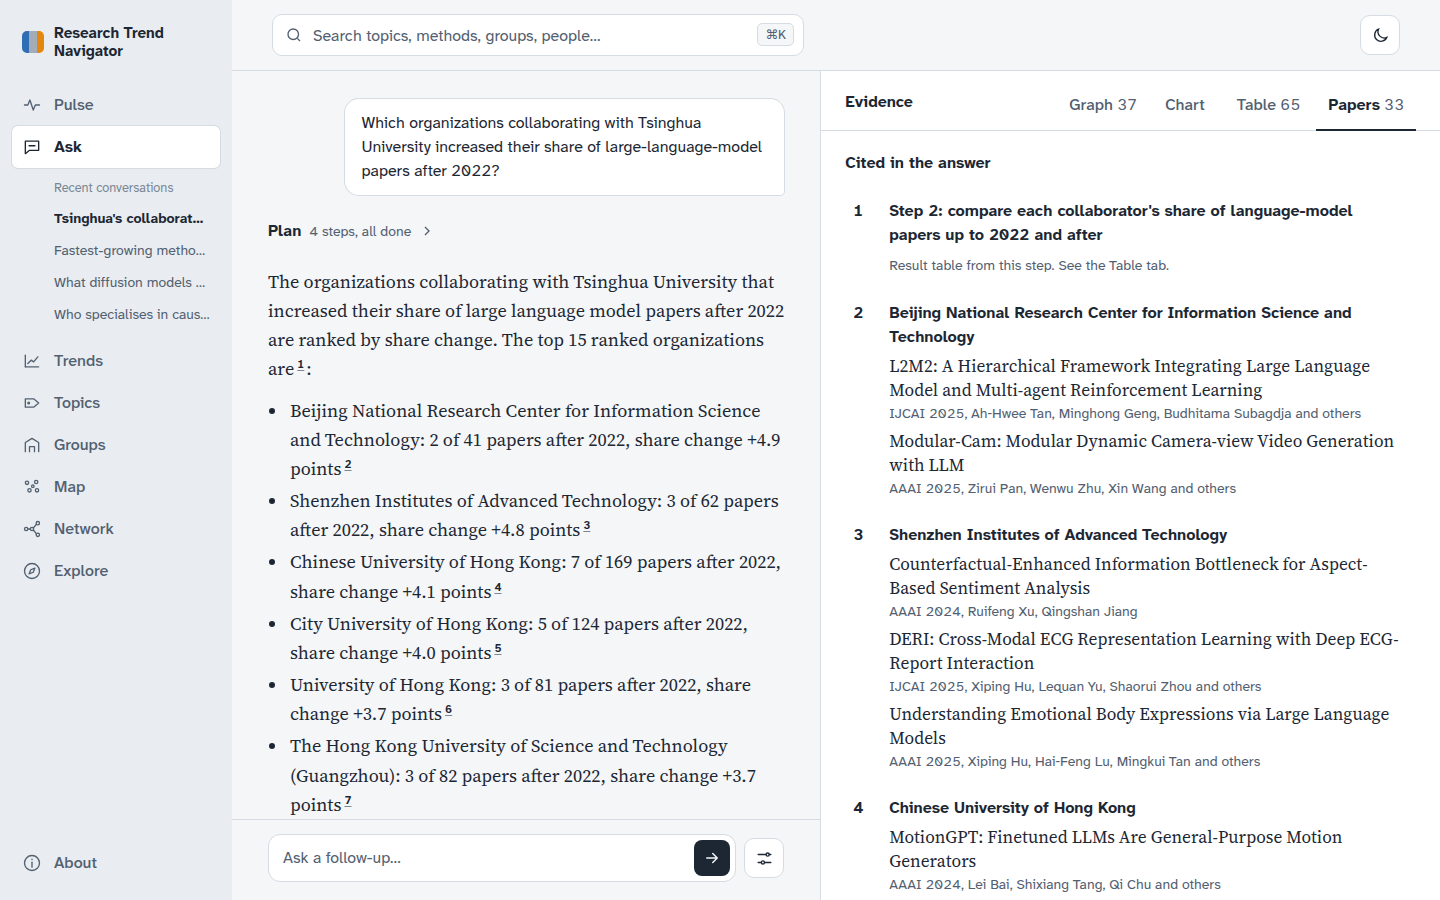 Research Trend
Navigator
Pulse
Ask
Recent conversations
Tsinghua's collaborat...
Fastest-growing metho...
What diffusion models ...
Who specialises in caus...
Trends
Topics
Groups
Map
Network
Explore
About
Search topics, methods, groups, people...
⌘K
Which organizations collaborating with Tsinghua
University increased their share of large-language-model
papers after 2022?
Plan 4 steps, all done
The organizations collaborating with Tsinghua University that
increased their share of large language model papers after 2022
are ranked by share change. The top 15 ranked organizations
are 1 :
• Beijing National Research Center for Information Science
and Technology: 2 of 41 papers after 2022, share change +4.9
points 2
• Shenzhen Institutes of Advanced Technology: 3 of 62 papers
after 2022, share change +4.8 points 3
• Chinese University of Hong Kong: 7 of 169 papers after 2022,
share change +4.1 points 4
• City University of Hong Kong: 5 of 124 papers after 2022,
share change +4.0 points 5
• University of Hong Kong: 3 of 81 papers after 2022, share
change +3.7 points 6
• The Hong Kong University of Science and Technology
(Guangzhou): 3 of 82 papers after 2022, share change +3.7
points 7
Ask a follow-up...
Evidence
Graph 37
Chart
Table 65
Papers 33
Cited in the answer
1 Step 2: compare each collaborator's share of language-model
papers up to 2022 and after
Result table from this step. See the Table tab.
2 Beijing National Research Center for Information Science and
Technology
L2M2: A Hierarchical Framework Integrating Large Language
Model and Multi-agent Reinforcement Learning
IJCAI 2025, Ah-Hwee Tan, Minghong Geng, Budhitama Subagdja and others
Modular-Cam: Modular Dynamic Camera-view Video Generation
with LLM
AAAI 2025, Zirui Pan, Wenwu Zhu, Xin Wang and others
3 Shenzhen Institutes of Advanced Technology
Counterfactual-Enhanced Information Bottleneck for Aspect-
Based Sentiment Analysis
AAAI 2024, Ruifeng Xu, Qingshan Jiang
DERI: Cross-Modal ECG Representation Learning with Deep ECG-
Report Interaction
IJCAI 2025, Xiping Hu, Lequan Yu, Shaorui Zhou and others
Understanding Emotional Body Expressions via Large Language
Models
AAAI 2025, Xiping Hu, Hai-Feng Lu, Mingkui Tan and others
4 Chinese University of Hong Kong
MotionGPT: Finetuned LLMs Are General-Purpose Motion
Generators
AAAI 2024, Lei Bai, Shixiang Tang, Qi Chu and others